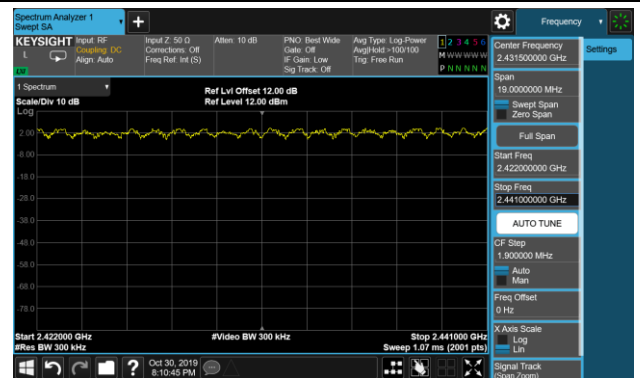 Spectrum Analyzer 1
Swept SA
+
Frequency
KEYSIGHT
L
Input: RF
Coupling: DC
Align: Auto
Input Z: 50 Ω
Corrections: Off
Freq Ref: Int (S)
Atten: 10 dB
PNO: Best Wide
Gate: Off
IF Gain: Low
Sig Track: Off
Avg Type: Log-Power
Avg|Hold:>100/100
Trig: Free Run
1 2 3 4 5 6
M W W W W W
P N N N N N
1 Spectrum
Scale/Div 10 dB
Log
Ref Lvl Offset 12.00 dB
Ref Level 12.00 dBm
2.00
-8.00
-18.0
-28.0
-38.0
-48.0
-58.0
-68.0
-78.0
Start 2.422000 GHz
#Res BW 300 kHz
#Video BW 300 kHz
Stop 2.441000 GHz
Sweep 1.07 ms (2001 pts)
Center Frequency
2.431500000 GHz
Settings
Span
19.0000000 MHz
Swept Span
Zero Span
Full Span
Start Freq
2.422000000 GHz
Stop Freq
2.441000000 GHz
AUTO TUNE
CF Step
1.900000 MHz
Auto
Man
Freq Offset
0 Hz
X Axis Scale
Log
Lin
Signal Track
(Span Zoom)
?
Oct 30, 2019
8:10:45 PM